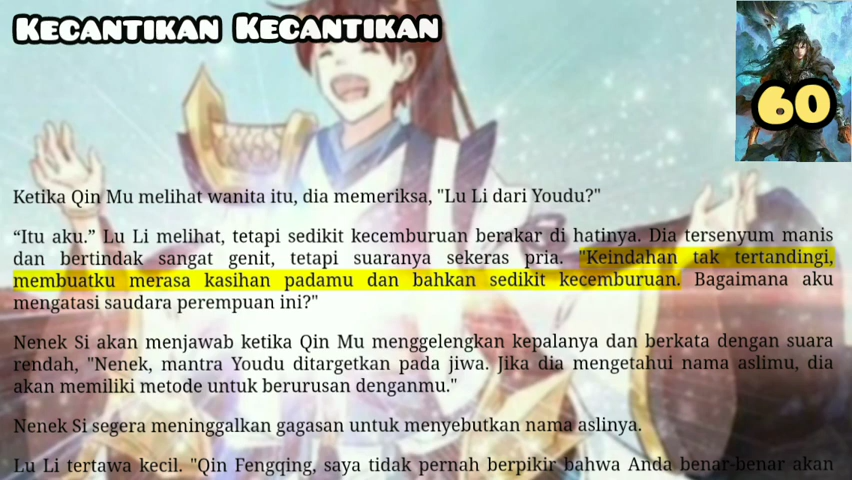 Kecantikan Kecantikan
60
Ketika Qin Mu melihat wanita itu, dia memeriksa, "Lu Li dari Youdu?"
“Itu aku.” Lu Li melihat, tetapi sedikit kecemburuan berakar di hatinya. Dia tersenyum manis
dan bertindak sangat genit, tetapi suaranya sekeras pria. "Keindahan tak tertandingi,
membuatku merasa kasihan padamu dan bahkan sedikit kecemburuan. Bagaimana aku
mengatasi saudara perempuan ini?"
Nenek Si akan menjawab ketika Qin Mu menggelengkan kepalanya dan berkata dengan suara
rendah, "Nenek, mantra Youdu ditargetkan pada jiwa. Jika dia mengetahui nama aslimu, dia
akan memiliki metode untuk berurusan denganmu."
Nenek Si segera meninggalkan gagasan untuk menyebutkan nama aslinya.
Lu Li tertawa kecil. "Qin Fengqing, saya tidak pernah berpikir bahwa Anda benar-benar akan